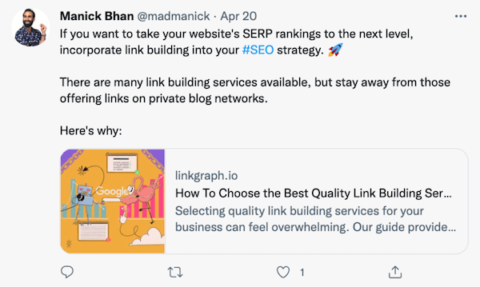 Manick Bhan @madmanick · Apr 20
If you want to take your website's SERP rankings to the next level,
incorporate link building into your #SEO strategy. 🚀
There are many link building services available, but stay away from those
offering links on private blog networks.
Here's why:
Google
linkgraph.io
How To Choose the Best Quality Link Building Ser...
Selecting quality link building services for your
business can feel overwhelming. Our guide provide...
1